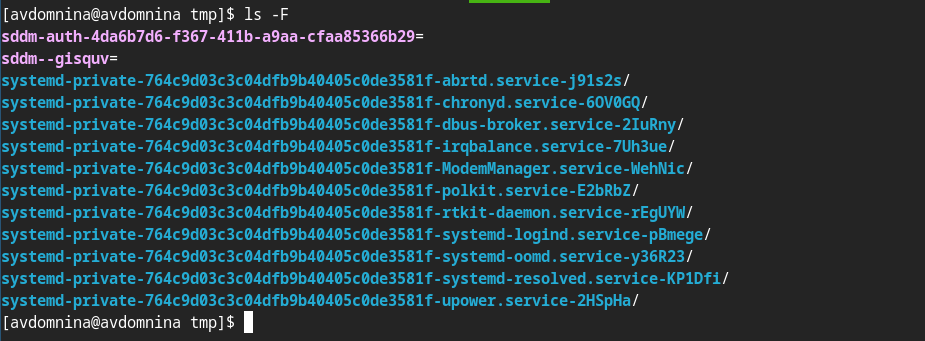 [avdomnina@avdomnina tmp]$ ls -F
sddm-auth-4da6b7d6-f367-411b-a9aa-cfaa85366b29=
sddm--gisquv=
systemd-private-764c9d03c3c04dfb9b40405c0de3581f-abrtd.service-j91s2s/
systemd-private-764c9d03c3c04dfb9b40405c0de3581f-chronyd.service-6OV0GQ/
systemd-private-764c9d03c3c04dfb9b40405c0de3581f-dbus-broker.service-2IuRny/
systemd-private-764c9d03c3c04dfb9b40405c0de3581f-irqbalance.service-7Uh3ue/
systemd-private-764c9d03c3c04dfb9b40405c0de3581f-ModemManager.service-WehNic/
systemd-private-764c9d03c3c04dfb9b40405c0de3581f-polkit.service-E2bRbZ/
systemd-private-764c9d03c3c04dfb9b40405c0de3581f-rtkit-daemon.service-rEgUYW/
systemd-private-764c9d03c3c04dfb9b40405c0de3581f-systemd-logind.service-pBmege/
systemd-private-764c9d03c3c04dfb9b40405c0de3581f-systemd-oomd.service-y36R23/
systemd-private-764c9d03c3c04dfb9b40405c0de3581f-systemd-resolved.service-KP1Dfi/
systemd-private-764c9d03c3c04dfb9b40405c0de3581f-upower.service-2HSpHa/
[avdomnina@avdomnina tmp]$